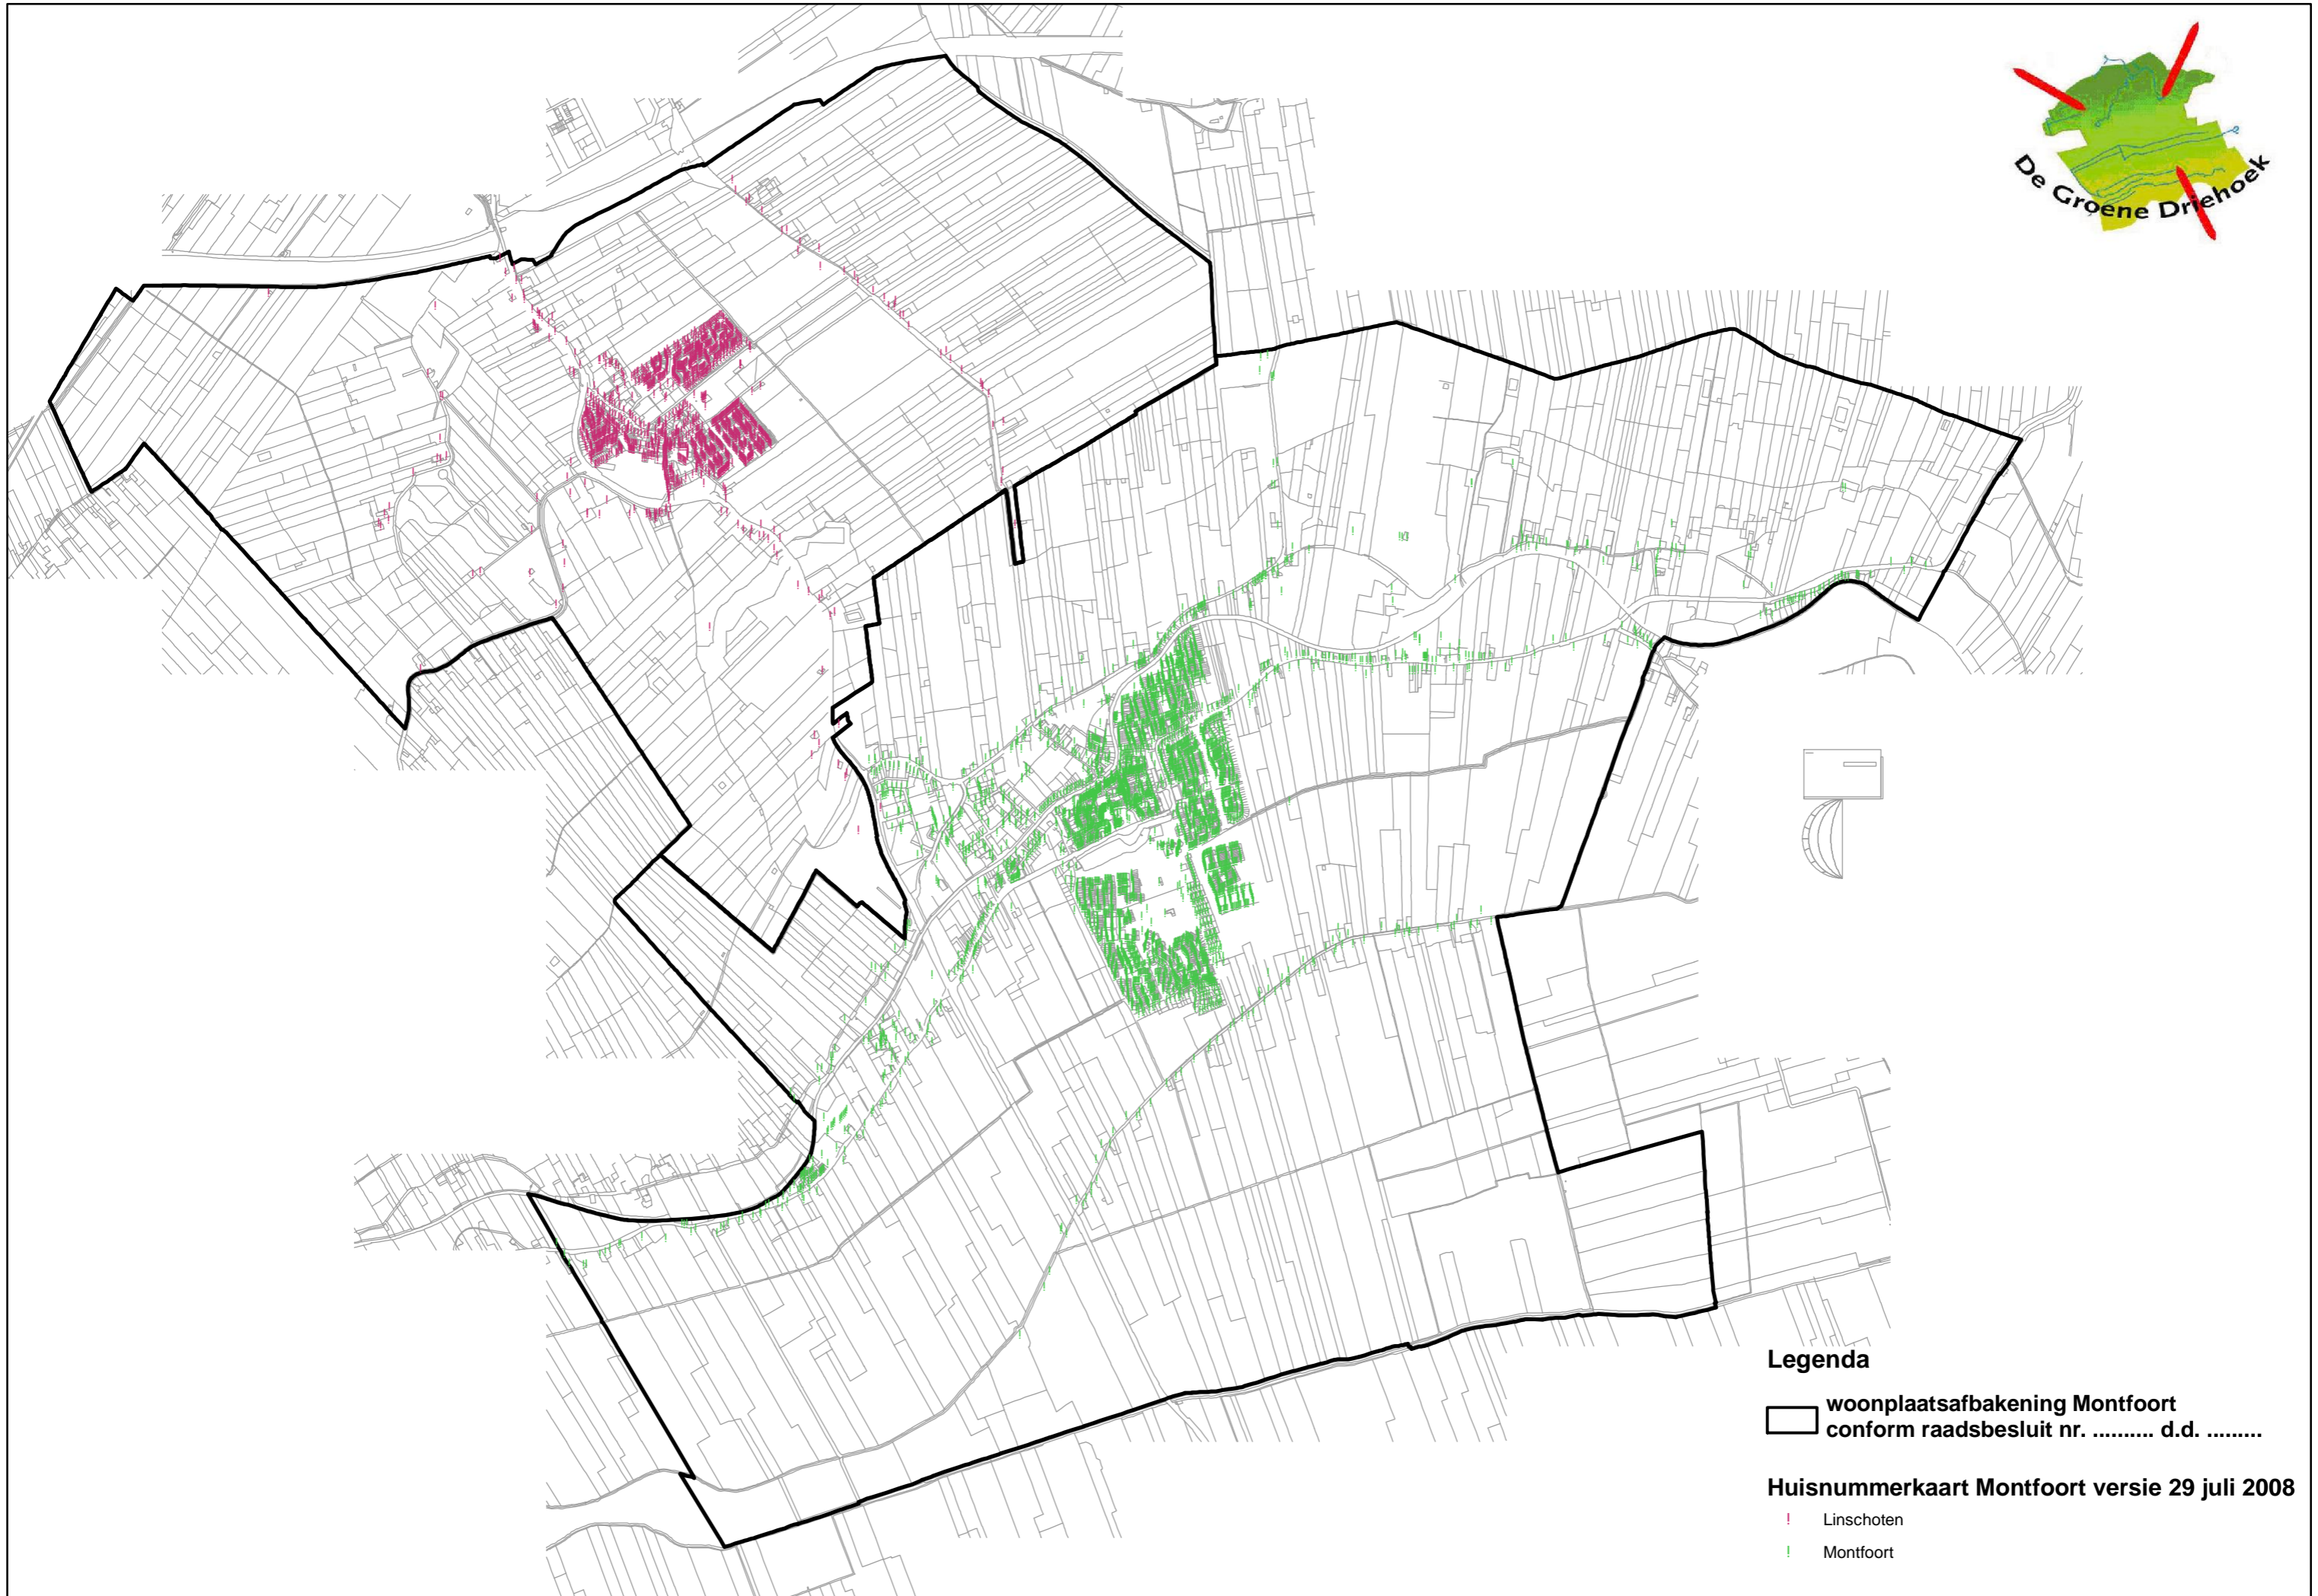 De Groene Driehoek
Legenda
woonplaatsafbakening Montfoort
conform raadsbesluit nr. .......... d.d. .........
Huisnummerkaart Montfoort versie 29 juli 2008
! Linschoten
! Montfoort